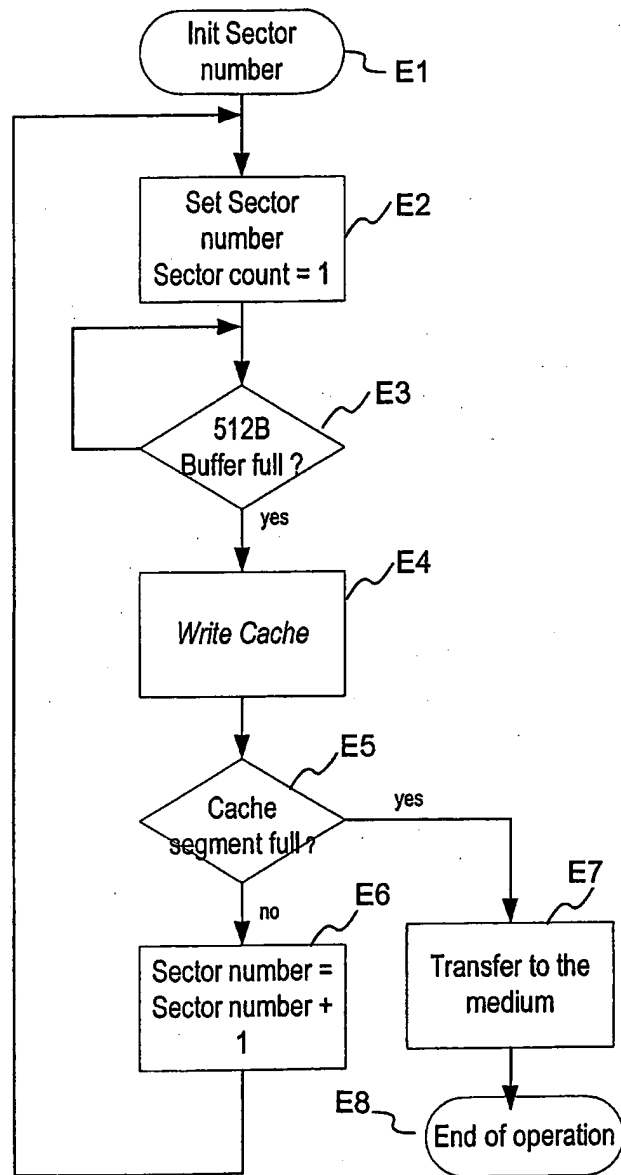 Init Sector
number
E1
Set Sector
number
Sector count = 1
E2
512B
Buffer full ?
E3
yes
Write Cache
E4
Cache
segment full ?
E5
yes
no
Sector number =
Sector number +
1
E6
Transfer to the
medium
E7
End of operation
E8